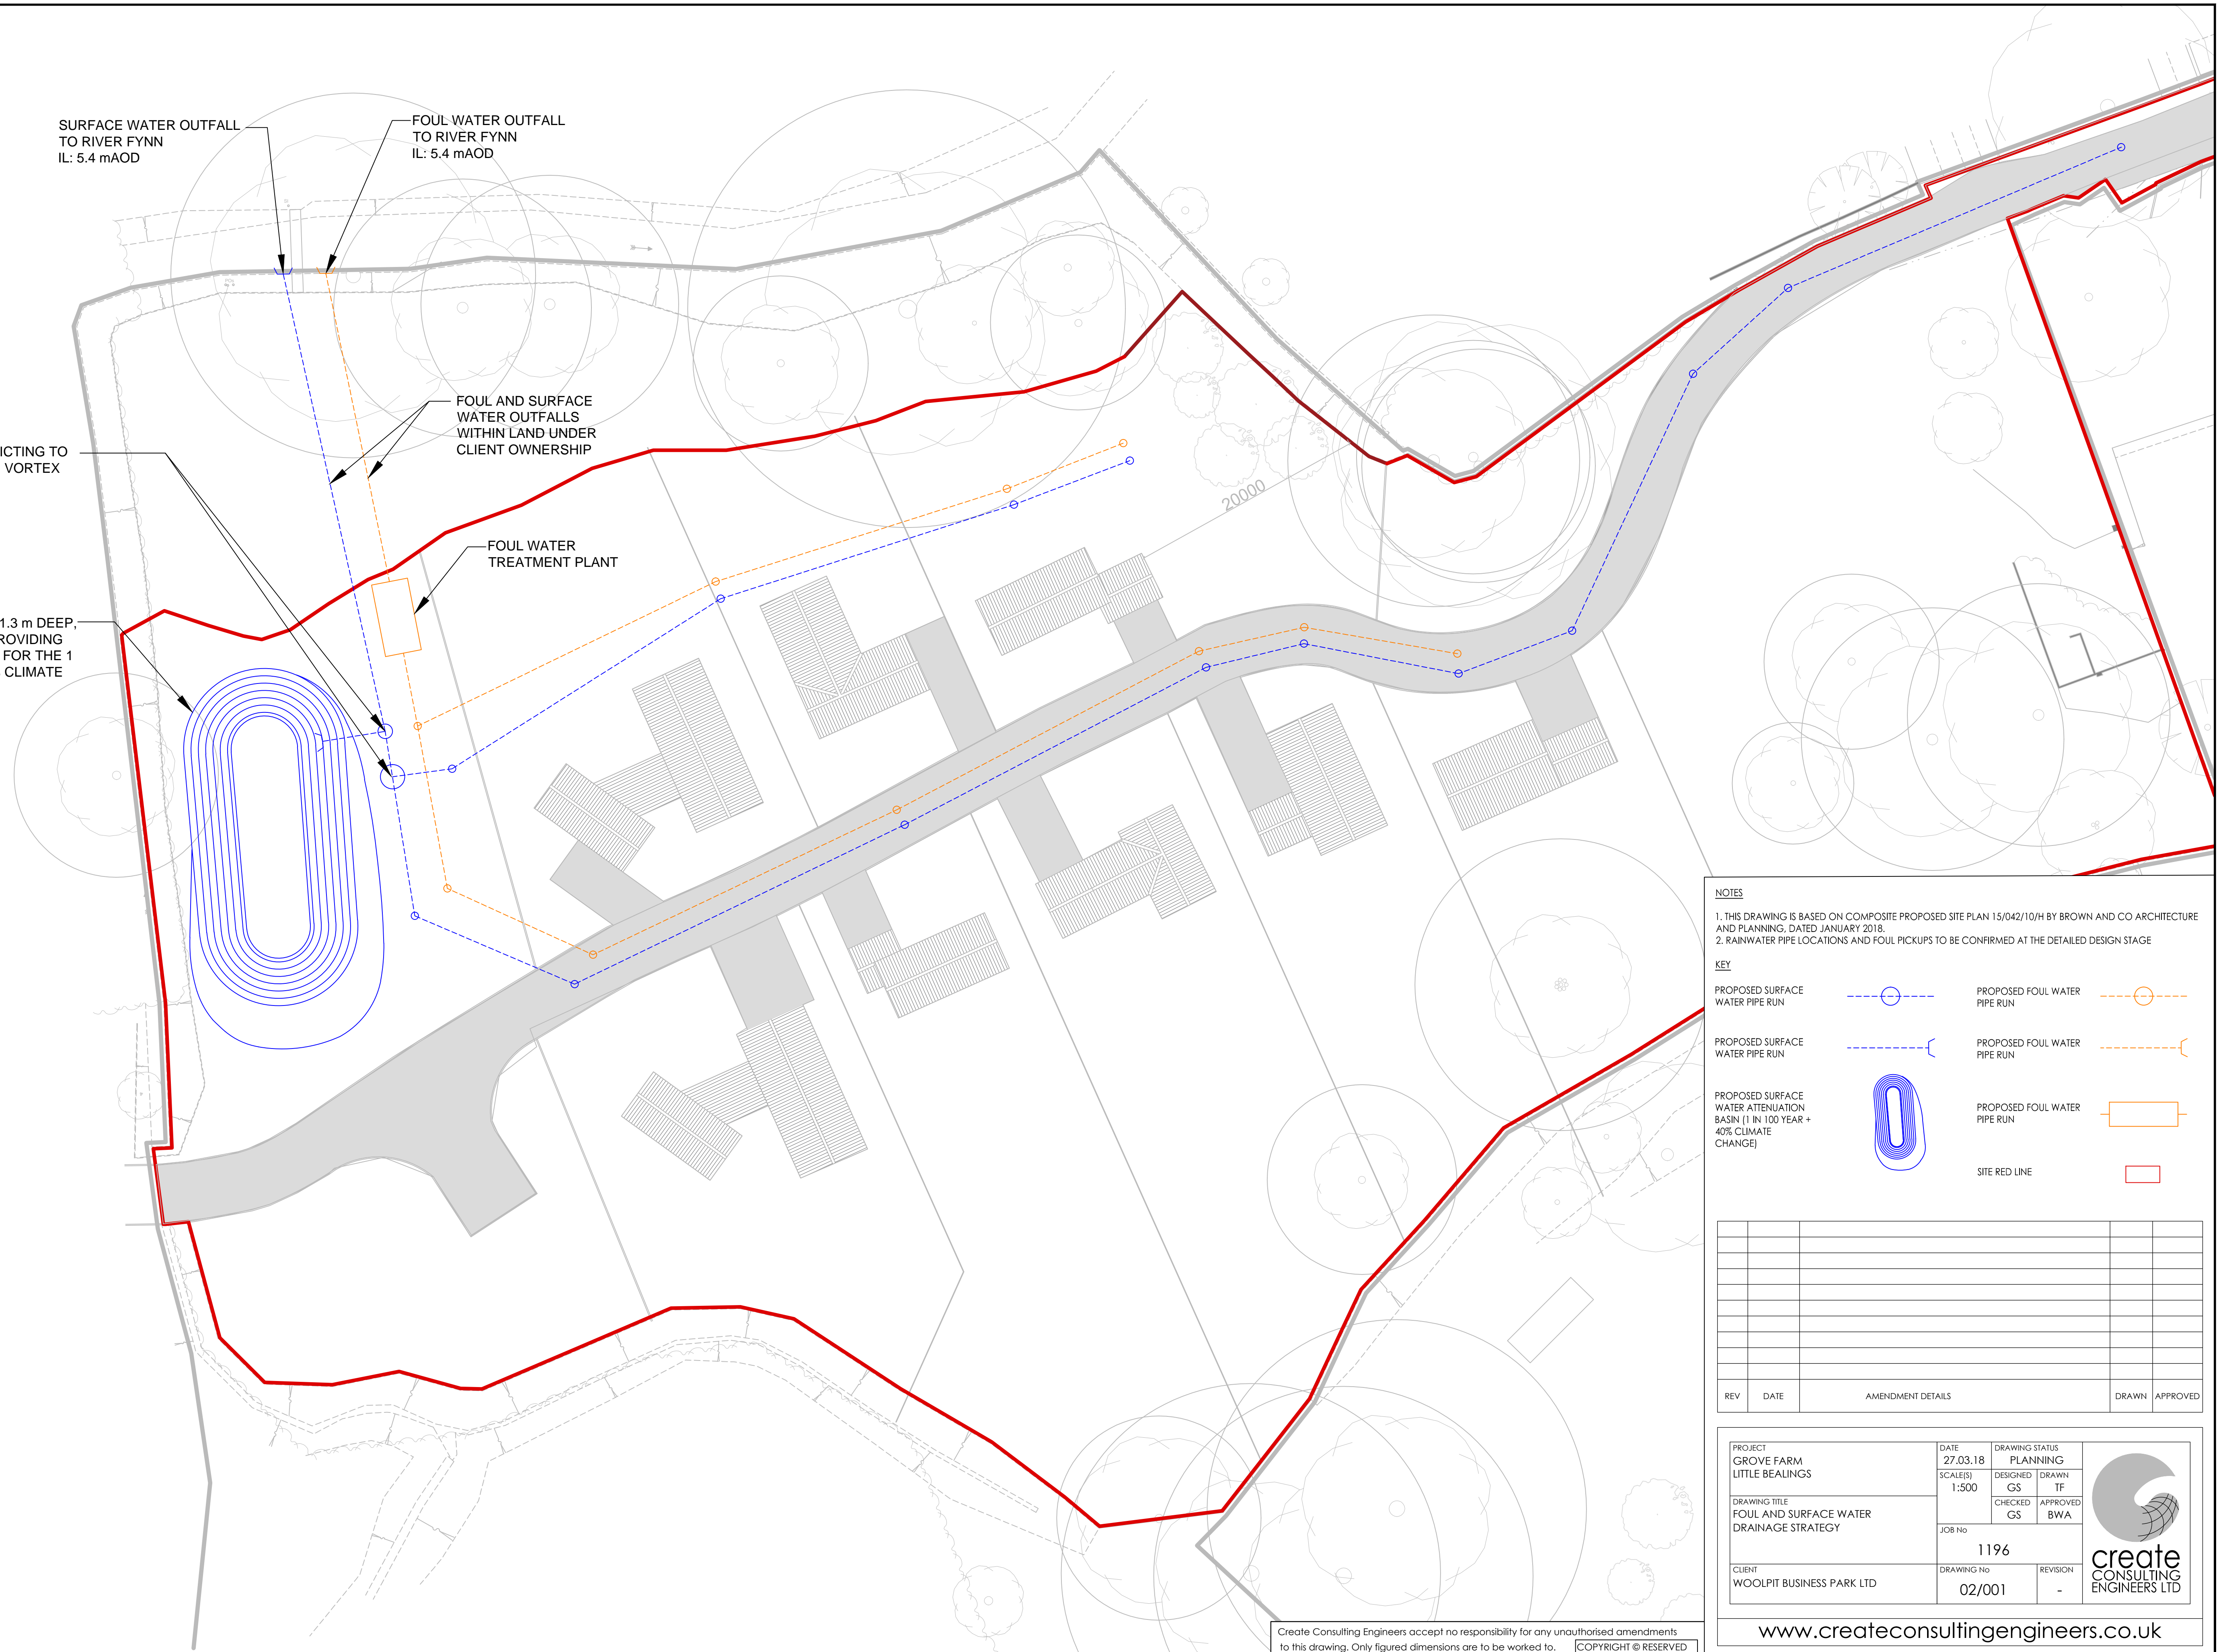 SURFACE WATER OUTFALL
TO RIVER FYNN
IL: 5.4 mAOD
FOUL WATER OUTFALL
TO RIVER FYNN
IL: 5.4 mAOD
FOUL AND SURFACE
WATER OUTFALLS
WITHIN LAND UNDER
CLIENT OWNERSHIP
ICTING TO
VORTEX
20000
FOUL WATER
TREATMENT PLANT
1.3 m DEEP,
ROVIDING
FOR THE 1
CLIMATE
NOTES
1. THIS DRAWING IS BASED ON COMPOSITE PROPOSED SITE PLAN 15/042/10/H BY BROWN AND CO ARCHITECTURE
AND PLANNING, DATED JANUARY 2018.
2. RAINWATER PIPE LOCATIONS AND FOUL PICKUPS TO BE CONFIRMED AT THE DETAILED DESIGN STAGE
KEY
PROPOSED SURFACE
WATER PIPE RUN
PROPOSED FOUL WATER
PIPE RUN
PROPOSED SURFACE
WATER PIPE RUN
PROPOSED FOUL WATER
PIPE RUN
PROPOSED SURFACE
WATER ATTENUATION
BASIN (1 IN 100 YEAR +
40% CLIMATE
CHANGE)
PROPOSED FOUL WATER
PIPE RUN
SITE RED LINE
REV DATE AMENDMENT DETAILS DRAWN APPROVED
PROJECT
GROVE FARM
LITTLE BEALINGS
DATE
27.03.18
DRAWING STATUS
PLANNING
SCALE(S)
1:500
DESIGNED
GS
DRAWN
TF
DRAWING TITLE
FOUL AND SURFACE WATER
DRAINAGE STRATEGY
CHECKED
GS
APPROVED
BWA
JOB No
1196
CLIENT
WOOLPIT BUSINESS PARK LTD
DRAWING No
02/001
REVISION
-
create
CONSULTING
ENGINEERS LTD
www.createconsultingengineers.co.uk
Create Consulting Engineers accept no responsibility for any unauthorised amendments
to this drawing. Only figured dimensions are to be worked to.
COPYRIGHT © RESERVED